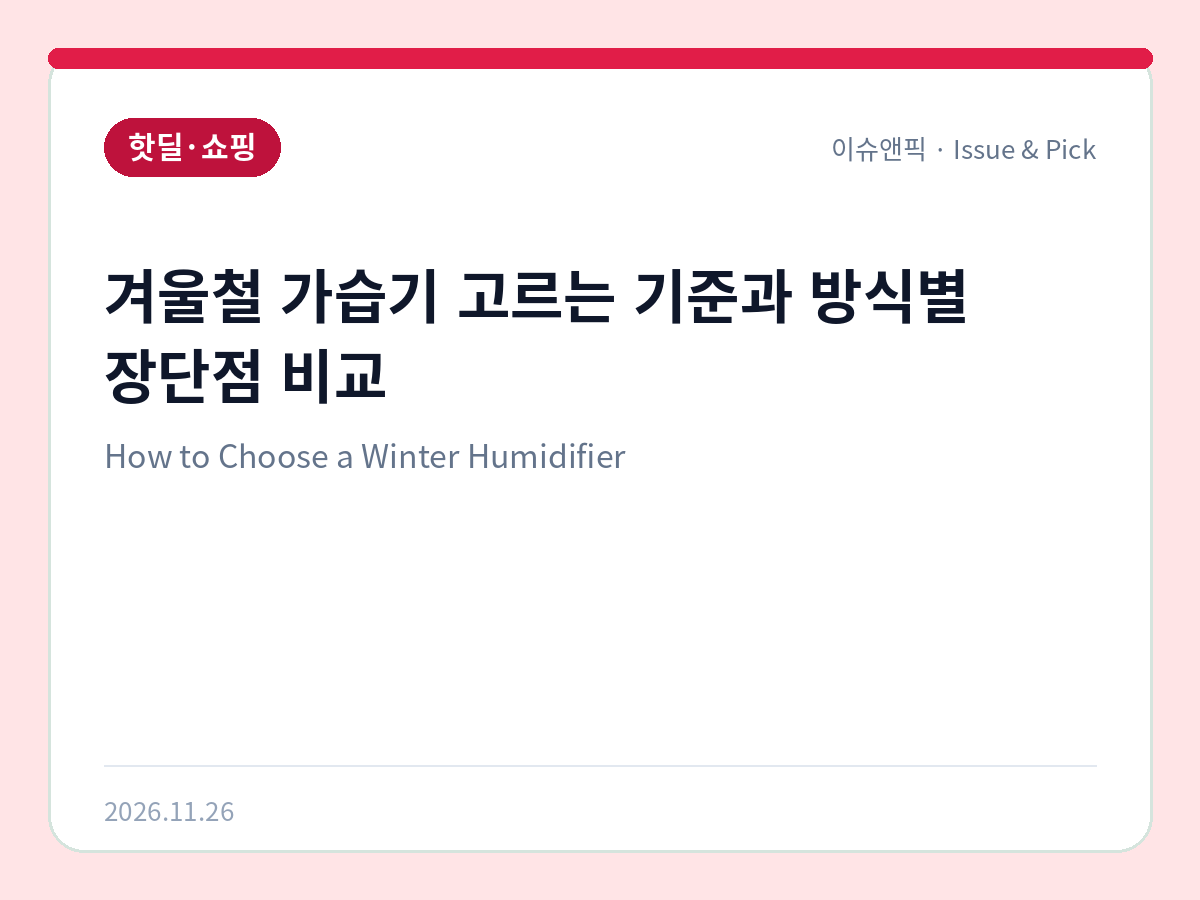 핫딜·쇼핑
이슈앤픽 · Issue & Pick
겨울철 가습기 고르는 기준과 방식별
장단점 비교
How to Choose a Winter Humidifier
2026.11.26